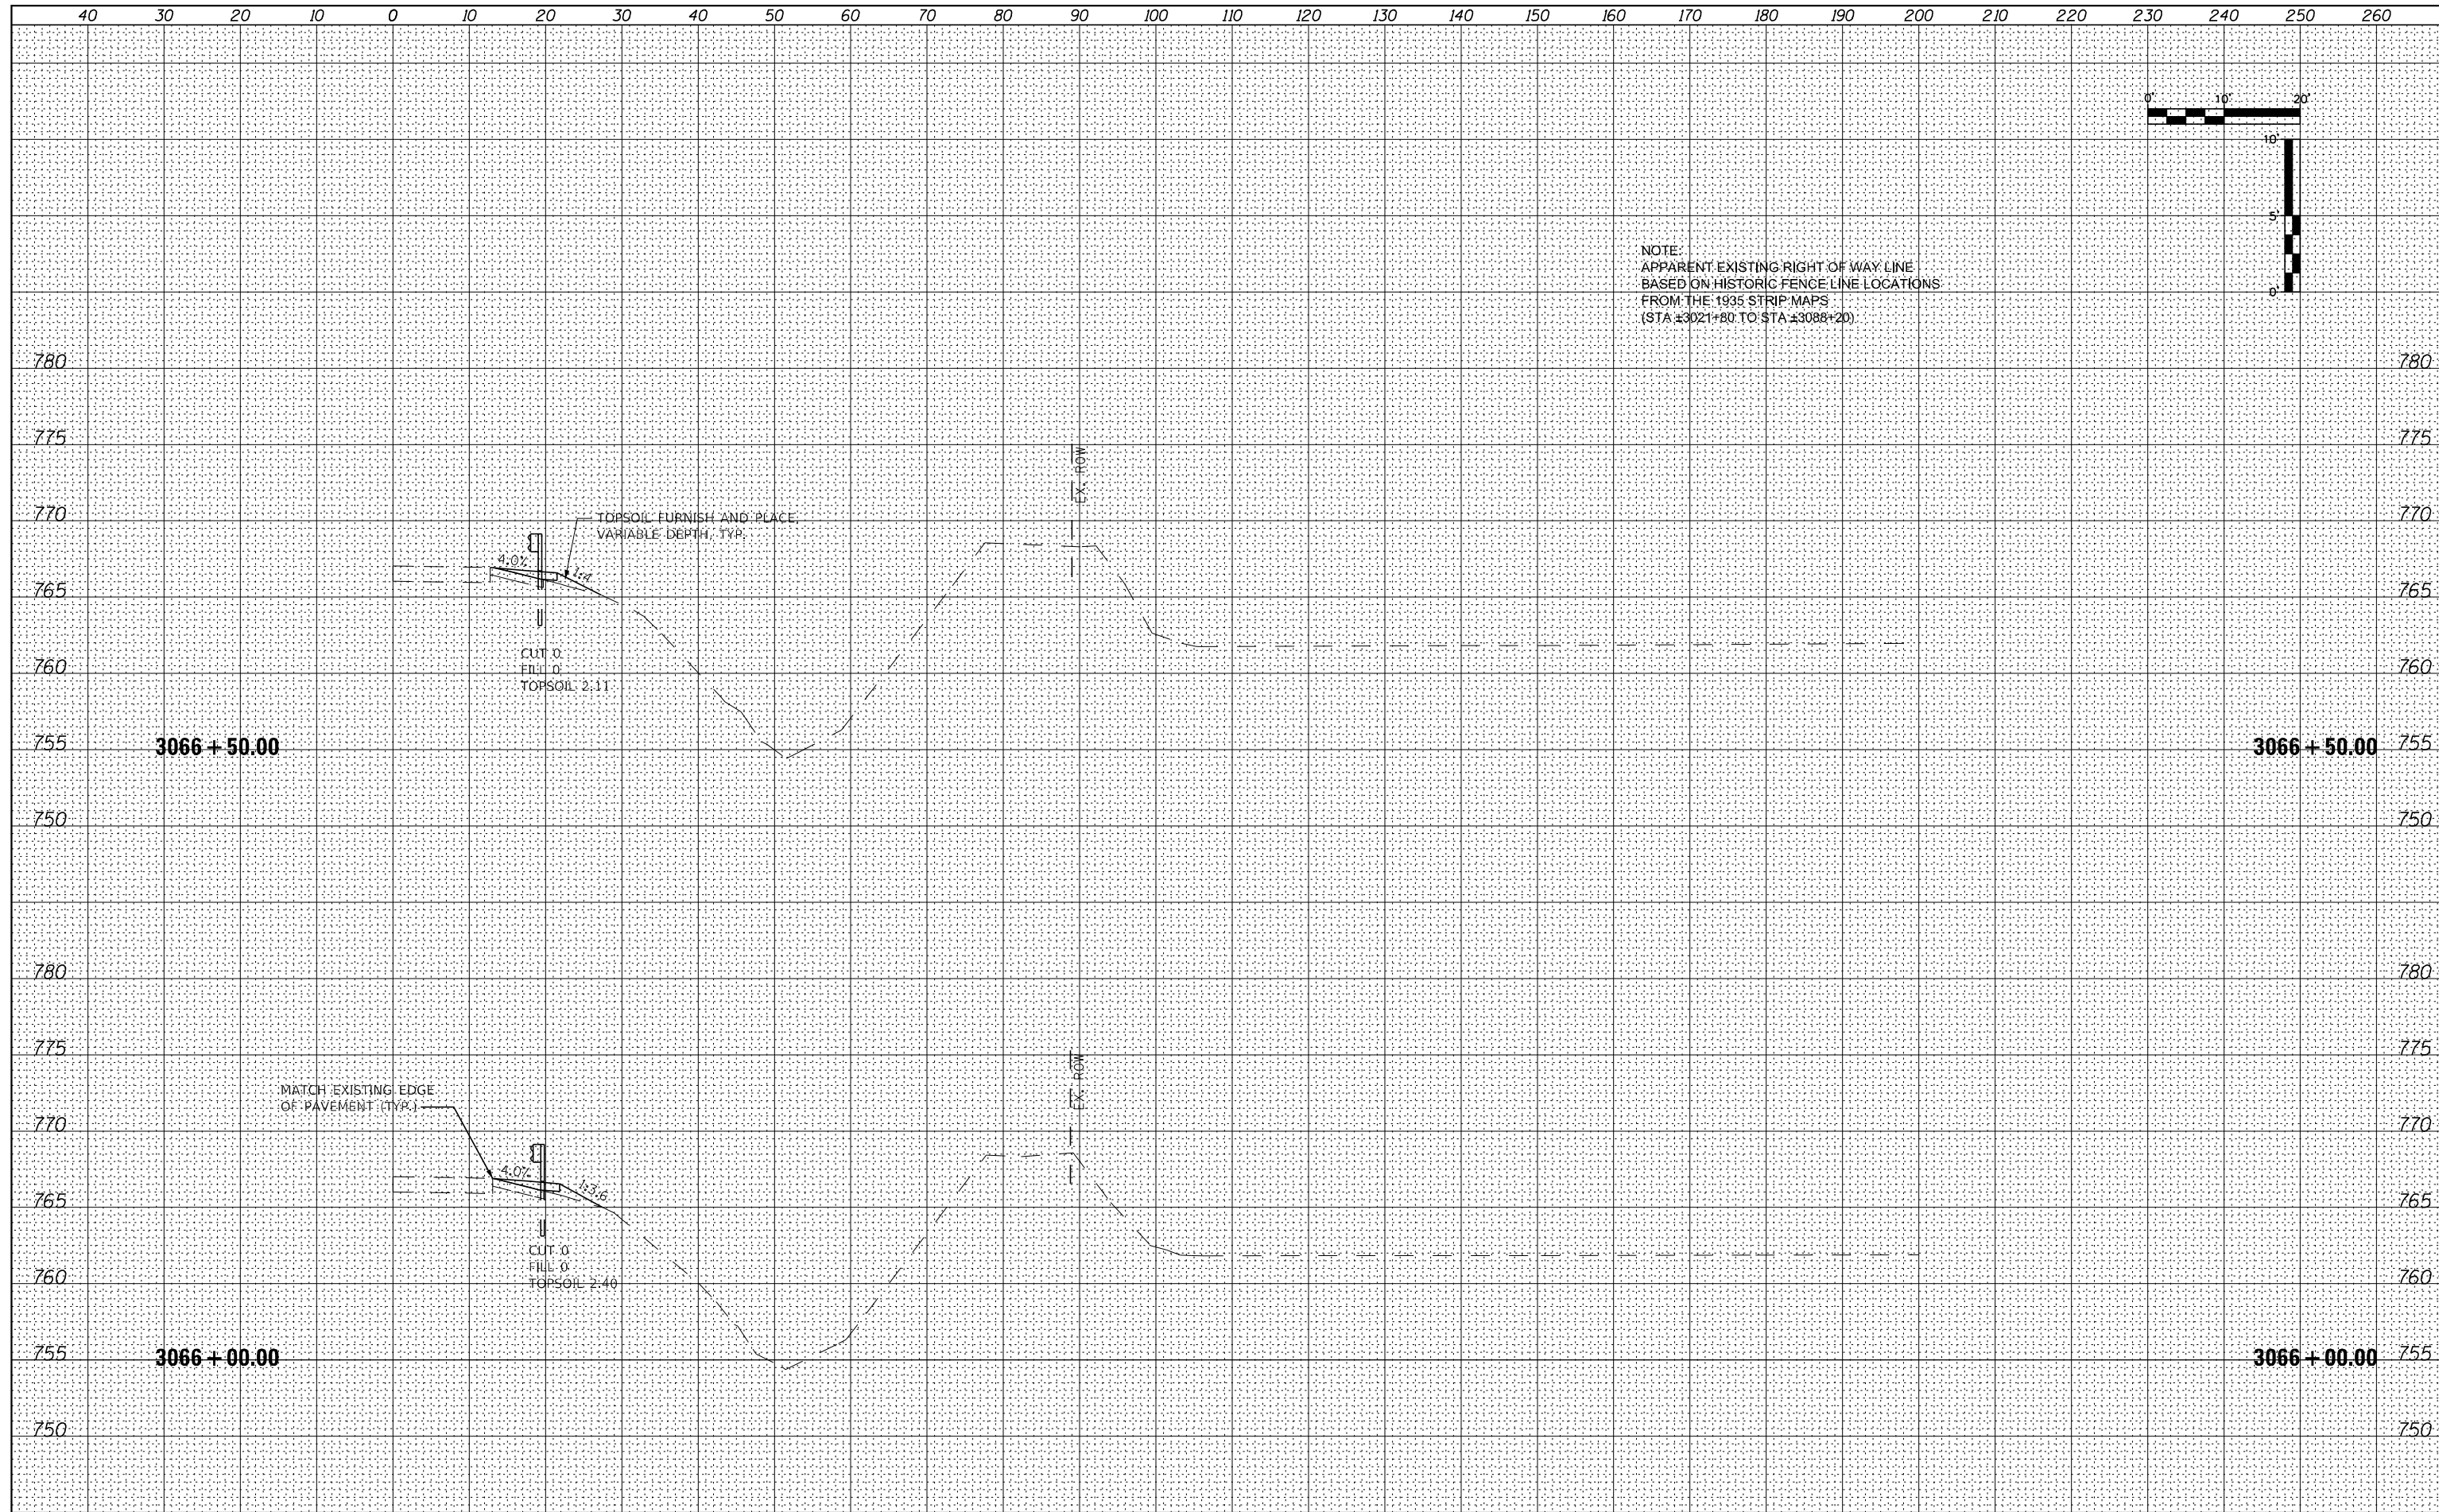 40 30 20 10 0 10 20 30 40 50 60 70 80 90 100 110 120 130 140 150 160 170 180 190 200 210 220 230 240 250 260
0' 10' 20'
10'
5'
0'
NOTE:
APPARENT EXISTING RIGHT OF WAY LINE
BASED ON HISTORIC FENCE LINE LOCATIONS
FROM THE 1935 STRIP MAPS
(STA ±3021+80 TO STA ±3088+20)
780 780
775 775
EX. ROW
770 770
TOPSOIL FURNISH AND PLACE,
VARIABLE DEPTH, TYP.
4.0% 1:4
765 765
CUT 0
FILL 0
TOPSOIL 2.11
760 760
755 3066+50.00 3066+50.00 755
750 750
780 780
775 775
EX. ROW
MATCH EXISTING EDGE
OF PAVEMENT (TYP.)
770 770
4.0% 1:3.6
765 765
CUT 0
FILL 0
TOPSOIL 2.40
760 760
755 3066+00.00 3066+00.00 755
750 750